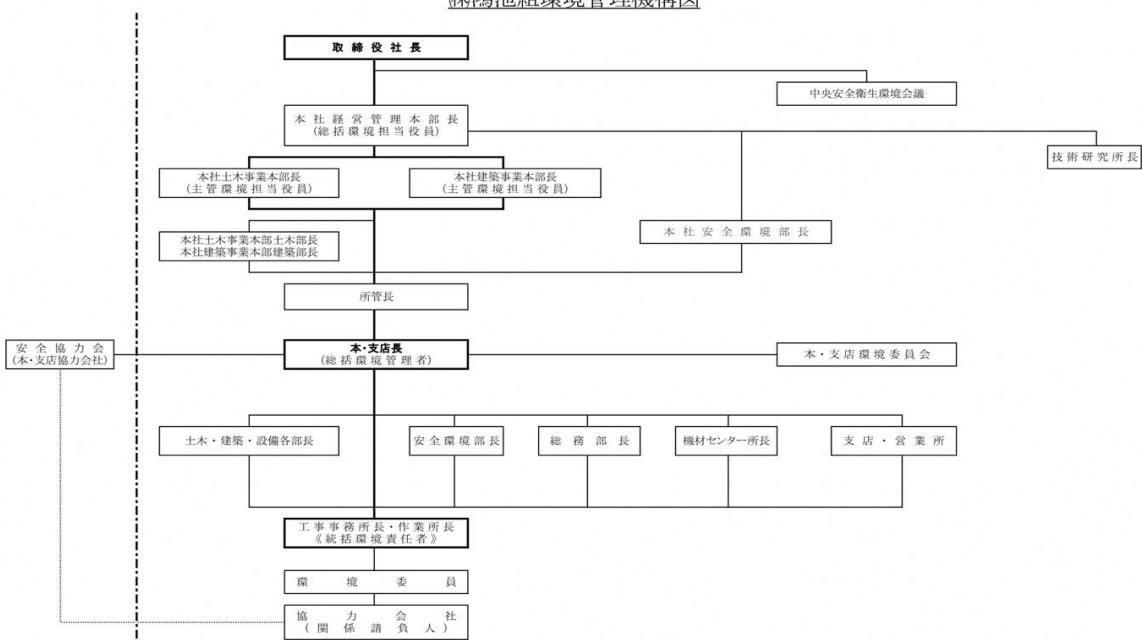 ㈱鴻池組環境管理機構図
取締役社長
中央安全衛生環境会議
本社経営管理本部長
(総括環境担当役員)
技術研究所長
本社土木事業本部長
(主管環境担当役員)
本社建築事業本部長
(主管環境担当役員)
本社安全環境部長
本社土木事業本部土木部長
本社建築事業本部建築部長
所管長
安全協力会
(本・支店協力会社)
本・支店長
(総括環境管理者)
本・支店環境委員会
土木・建築・設備各部長
安全環境部長
総務部長
機材センター所長
支店・営業所
工事事務所長・作業所長
《統括環境責任者》
環境委員
協力会社
(関係請負人)